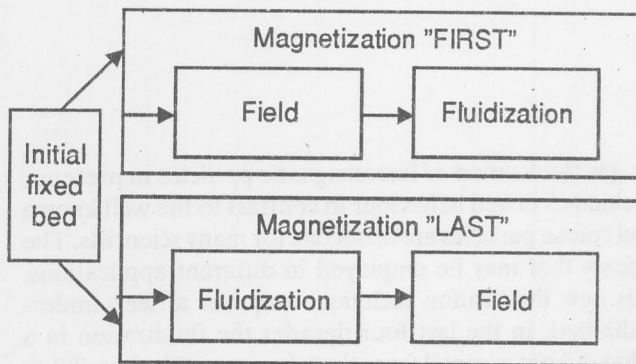 Magnetization "FIRST"
Field
Fluidization
Initial
fixed
bed
Magnetization "LAST"
Fluidization
Field